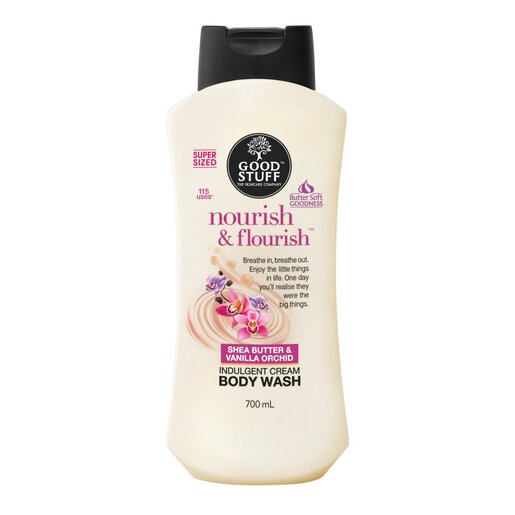 GOOD™
STUFF
THE SKINCARE COMPANY
SUPER
SIZED
115
uses*
Butter Soft
GOODNESS
nourish
& flourish™
Breathe in, breathe out.
Enjoy the little things
in life. One day
you'll realise they
were the
big things.
SHEA BUTTER &
VANILLA ORCHID
INDULGENT CREAM
BODY WASH
700 mL